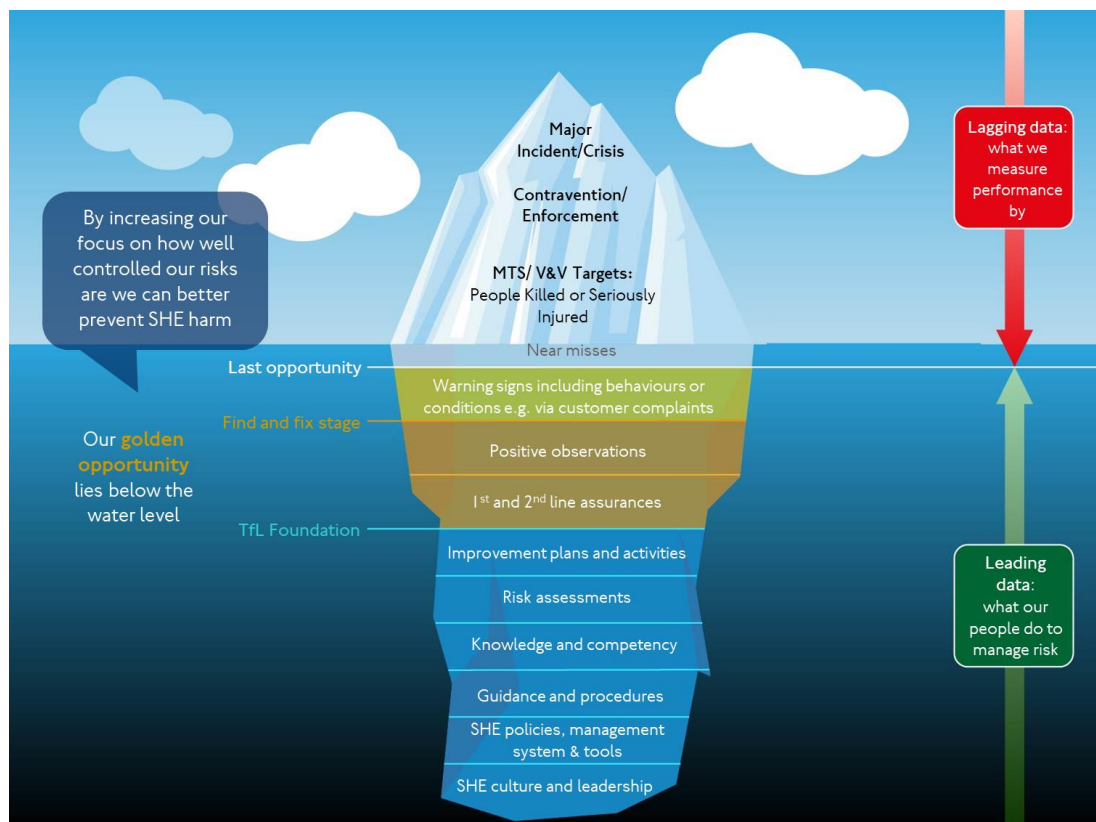 Major
Incident/Crisis
Contravention/
Enforcement
MTS/ V&V Targets:
People Killed or Seriously
Injured
Near misses
Warning signs including behaviours or
conditions e.g. via customer complaints
Positive observations
1st and 2nd line assurances
Improvement plans and activities
Risk assessments
Knowledge and competency
Guidance and procedures
SHE policies, management
system & tools
SHE culture and leadership
By increasing our
focus on how well
controlled our risks
are we can better
prevent SHE harm
Our golden
opportunity
lies below the
water level
Last opportunity
Find and fix stage
TfL Foundation
Lagging data:
what we
measure
performance
by
Leading
data:
what our
people do to
manage risk